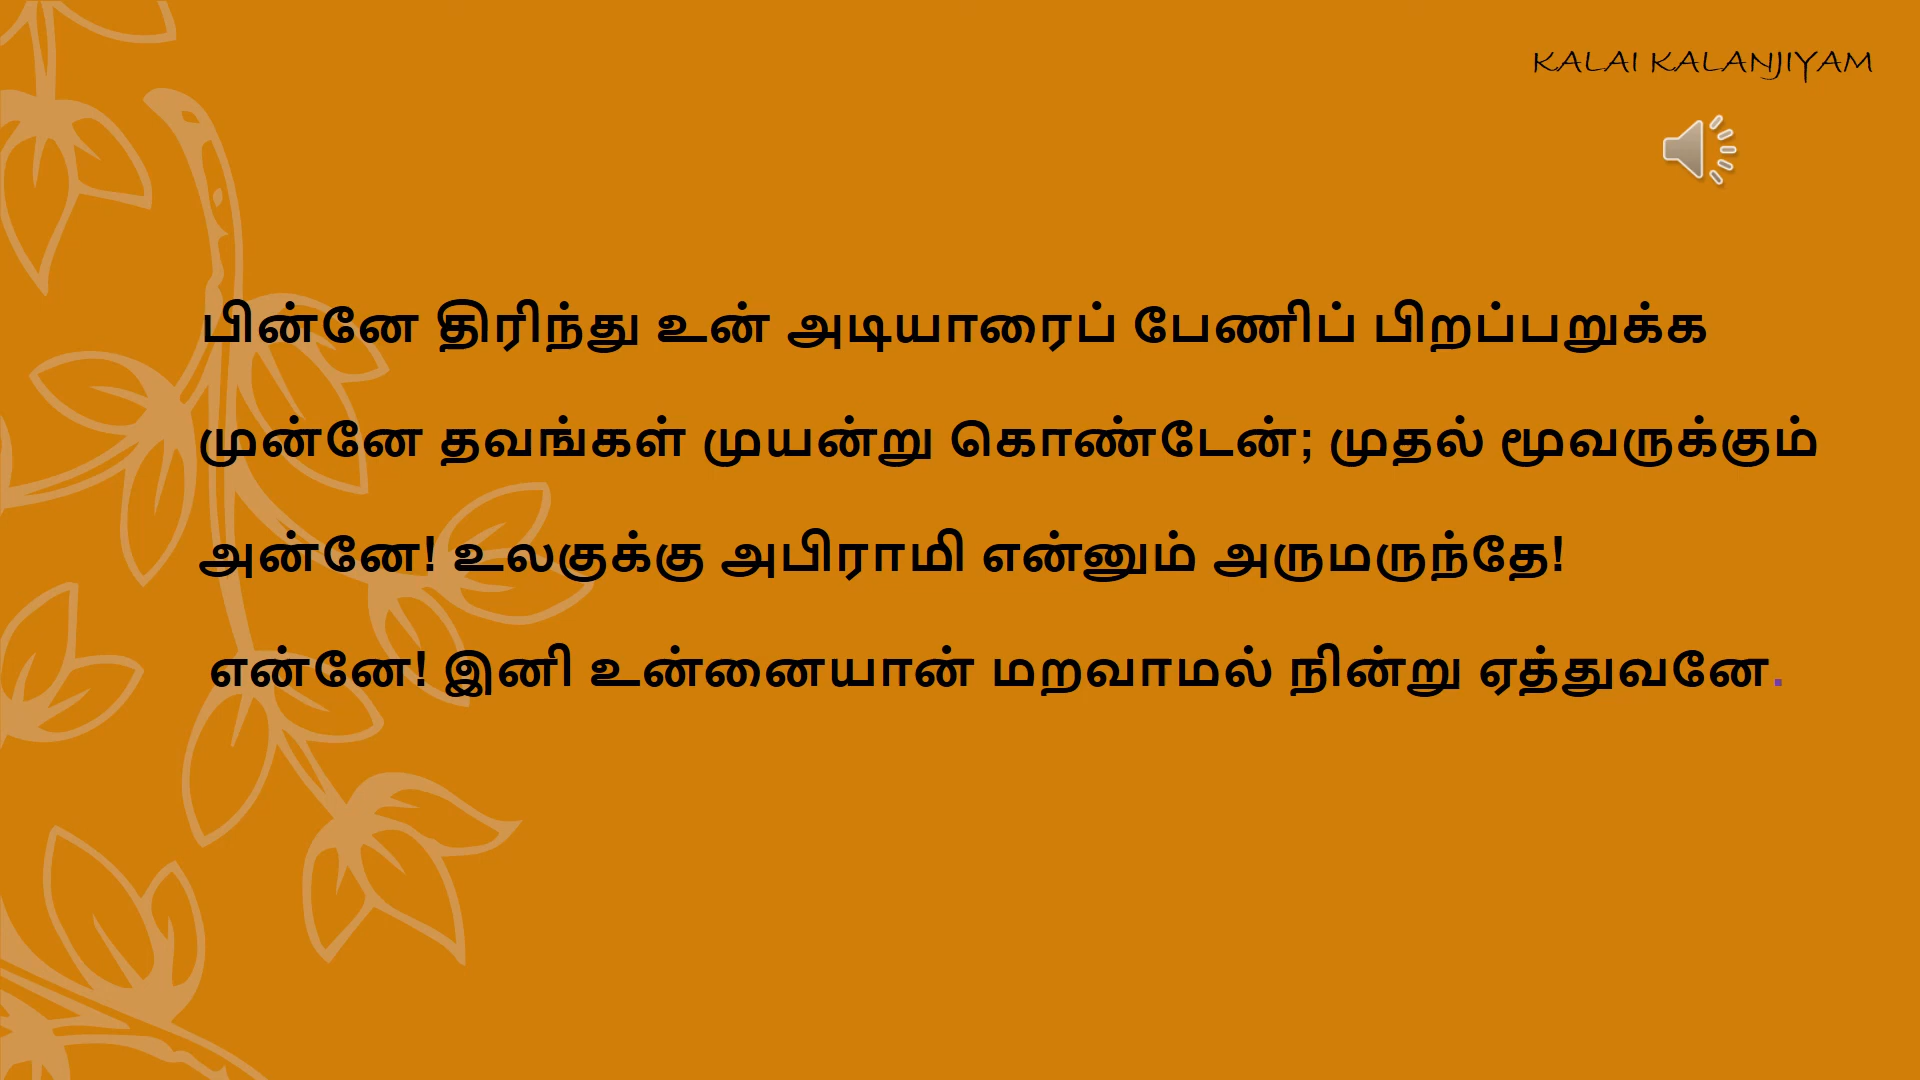 KALAI KALANJIYAM
பின்னே திரிந்து உன் அடியாரைப் பேணிப் பிறப்பறுக்க
முன்னே தவங்கள் முயன்று கொண்டேன்; முதல் மூவருக்கும்
அன்னே! உலகுக்கு அபிராமி என்னும் அருமருந்தே!
என்னே! இனி உன்னையான் மறவாமல் நின்று ஏத்துவனே.